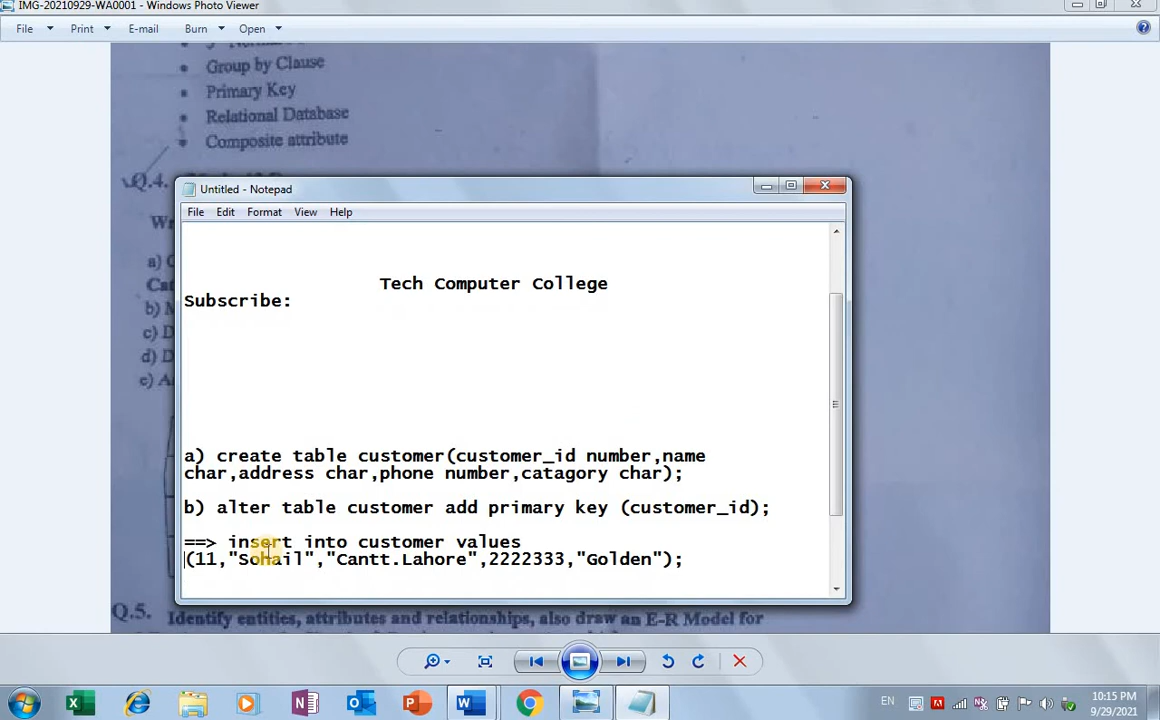 IMG-20210929-WA0001 - Windows Photo Viewer
File Print E-mail Burn Open
Group by Clause
Primary Key
Relational Database
Composite attribute
Q.4.
Untitled - Notepad
File Edit Format View Help
Wr
a) C
Cat
b) M
c) D
d) D
e) A
Tech Computer College
Subscribe:
a) create table customer(customer_id number,name
char,address char,phone number,catagory char);
b) alter table customer add primary key (customer_id);
==> insert into customer values
(11,"Sohail","Cantt.Lahore",2222333,"Golden");
Q.5. Identify entities, attributes and relationships, also draw an E-R Model for
EN
10:15 PM
9/29/2021